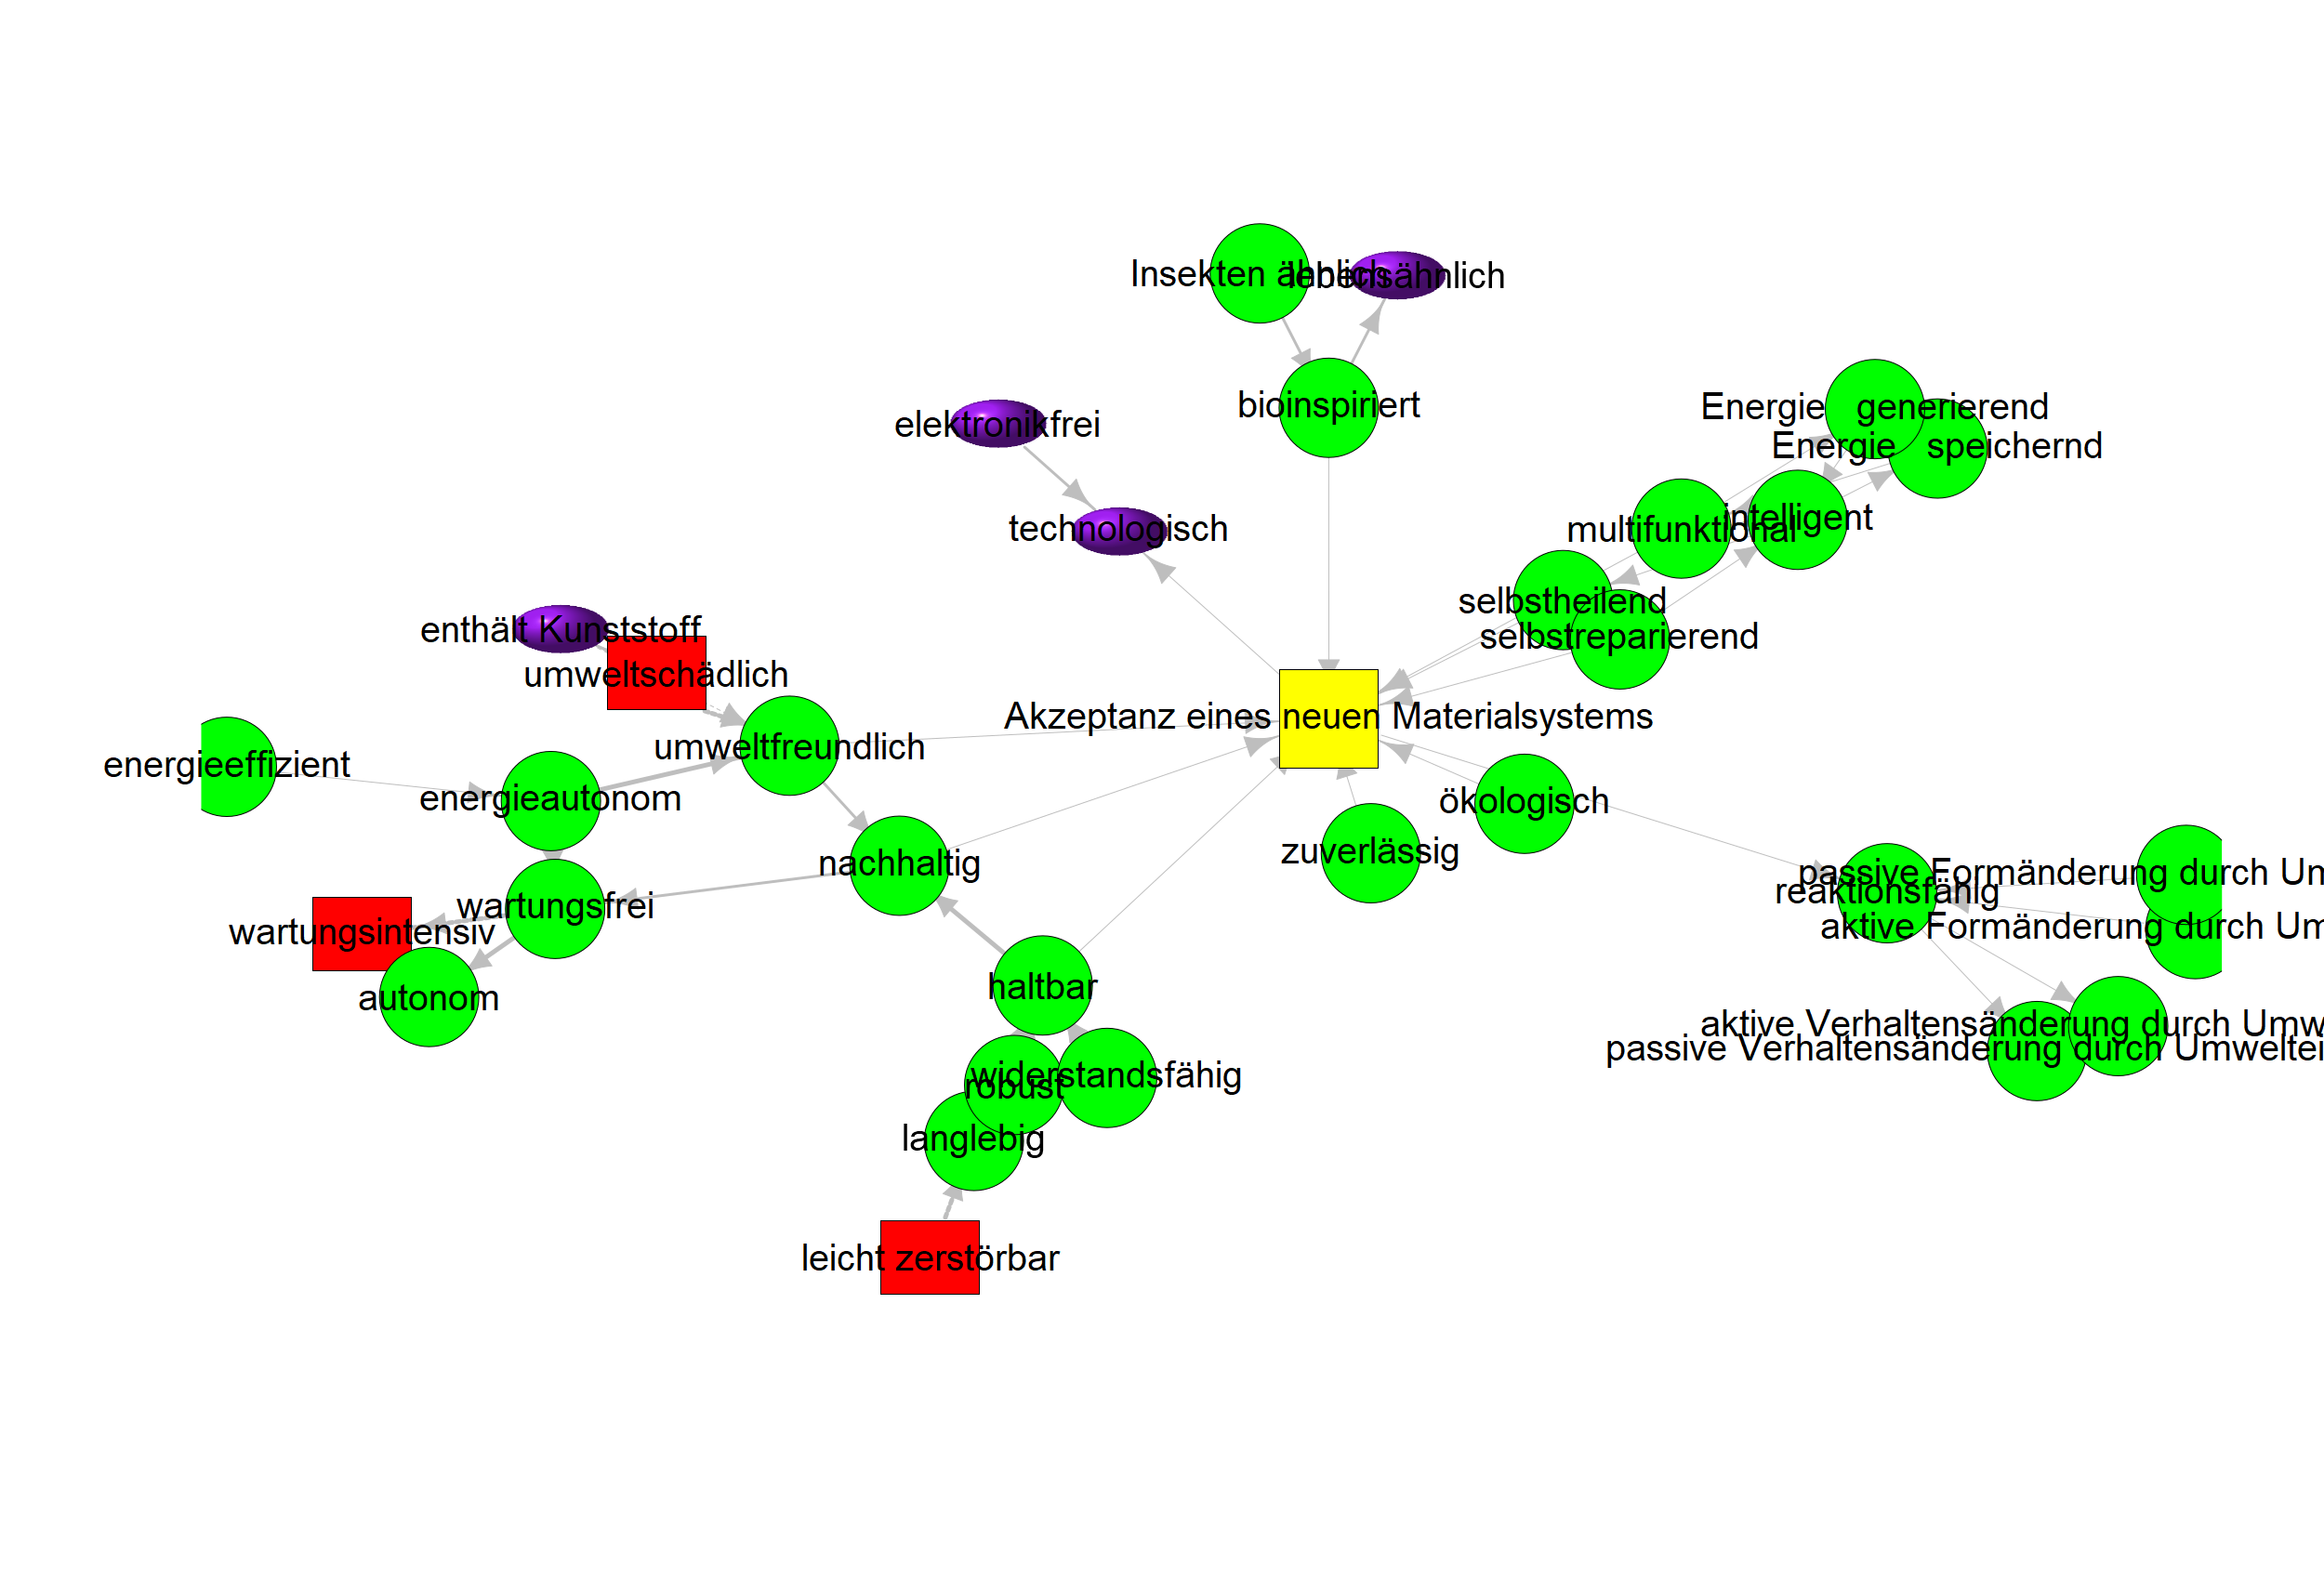 Insekten ähnlich
lebensähnlich
bioinspiriert
elektronikfrei
Energie generierend
Energie speichernd
technologisch
multifunktional
intelligent
selbstheilend
selbstreparierend
enthält Kunststoff
umweltschädlich
Akzeptanz eines neuen Materialsystems
umweltfreundlich
energieeffizient
energieautonom
ökologisch
zuverlässig
nachhaltig
passive Formänderung durch Um
reaktionsfähig
wartungsfrei
aktive Formänderung durch Um
wartungsintensiv
autonom
haltbar
aktive Verhaltensänderung durch Umw
passive Verhaltensänderung durch Umweltei
widerstandsfähig
robust
langlebig
leicht zerstörbar